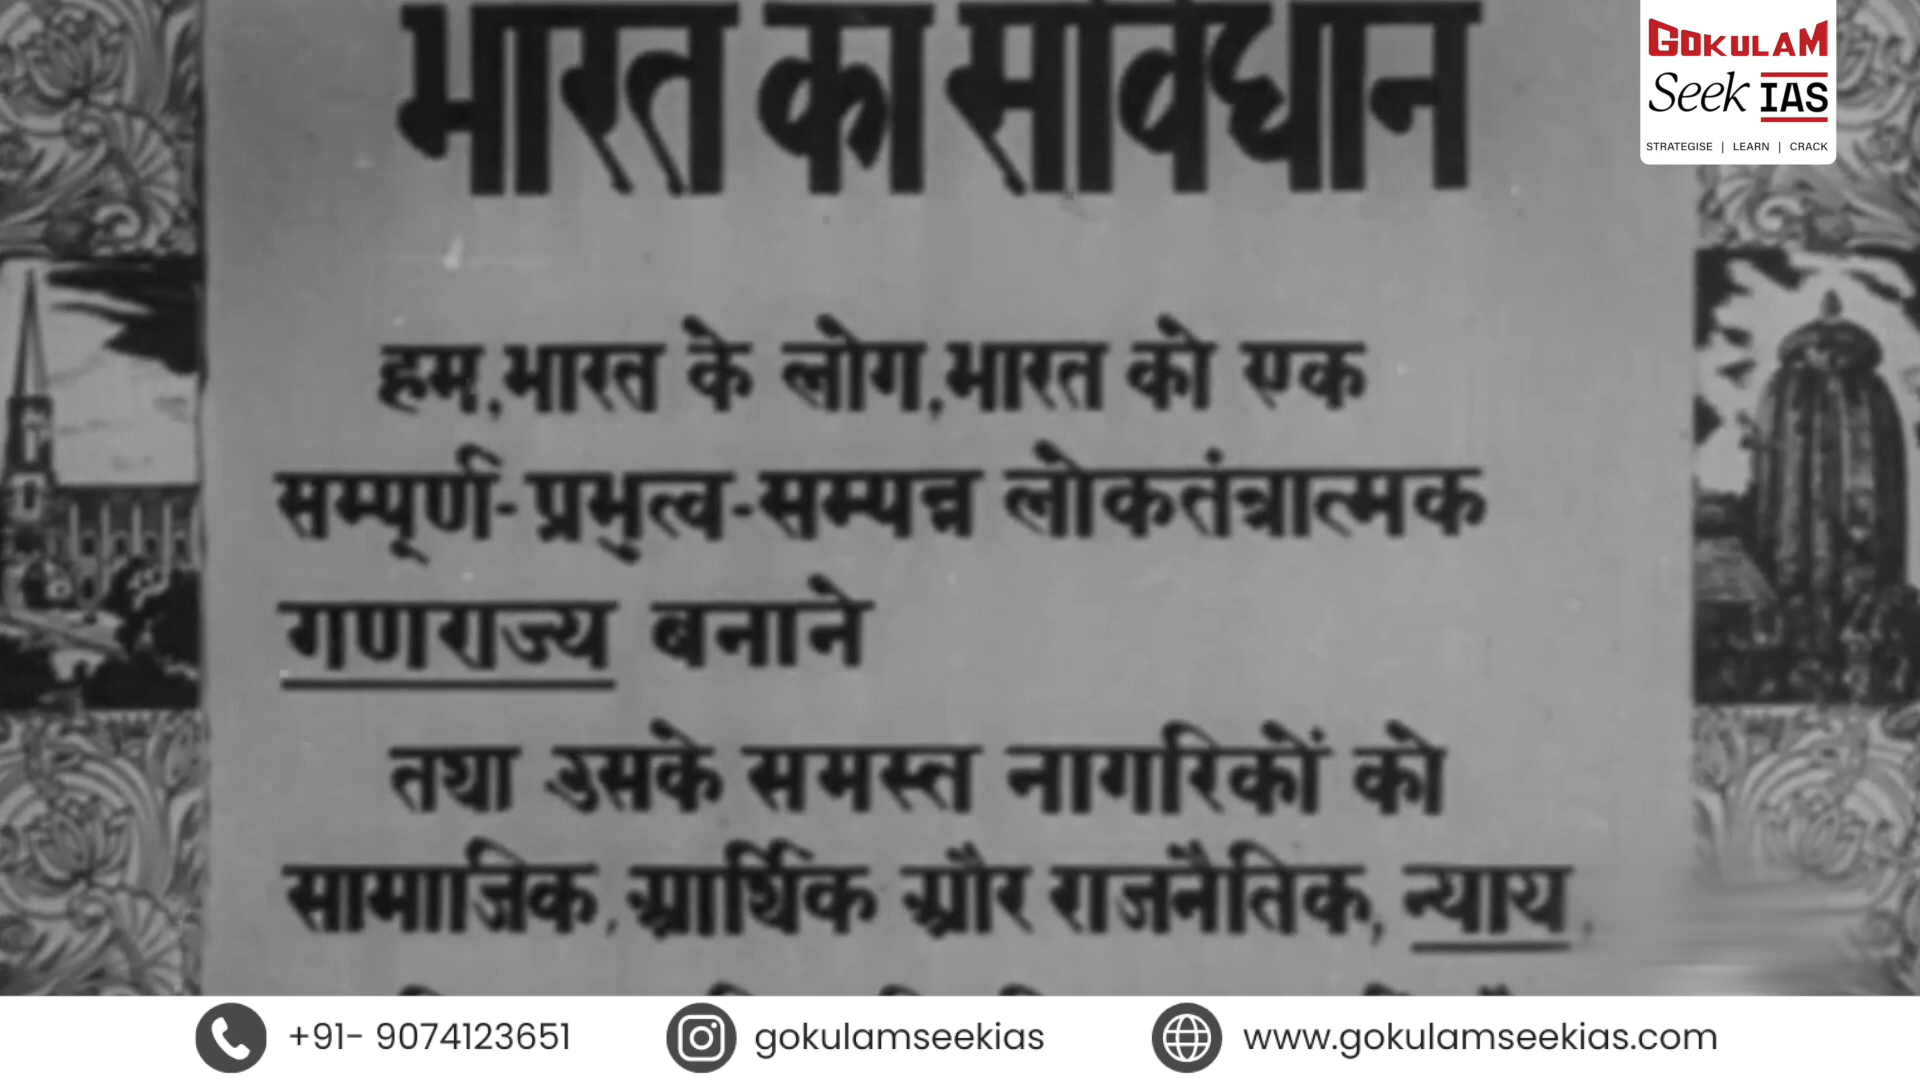 भारत का संविधान
GOKULAM
Seek IAS
STRATEGISE | LEARN | CRACK
हम, भारत के लोग, भारत को एक
सम्पूर्ण-प्रभुत्व-सम्पन्न लोकतंत्रात्मक
गणराज्य बनाने
तथा उसके समस्त नागरिकों को
सामाजिक, आर्थिक और राजनैतिक, न्याय,
+91- 9074123651
gokulamseekias
www.gokulamseekias.com